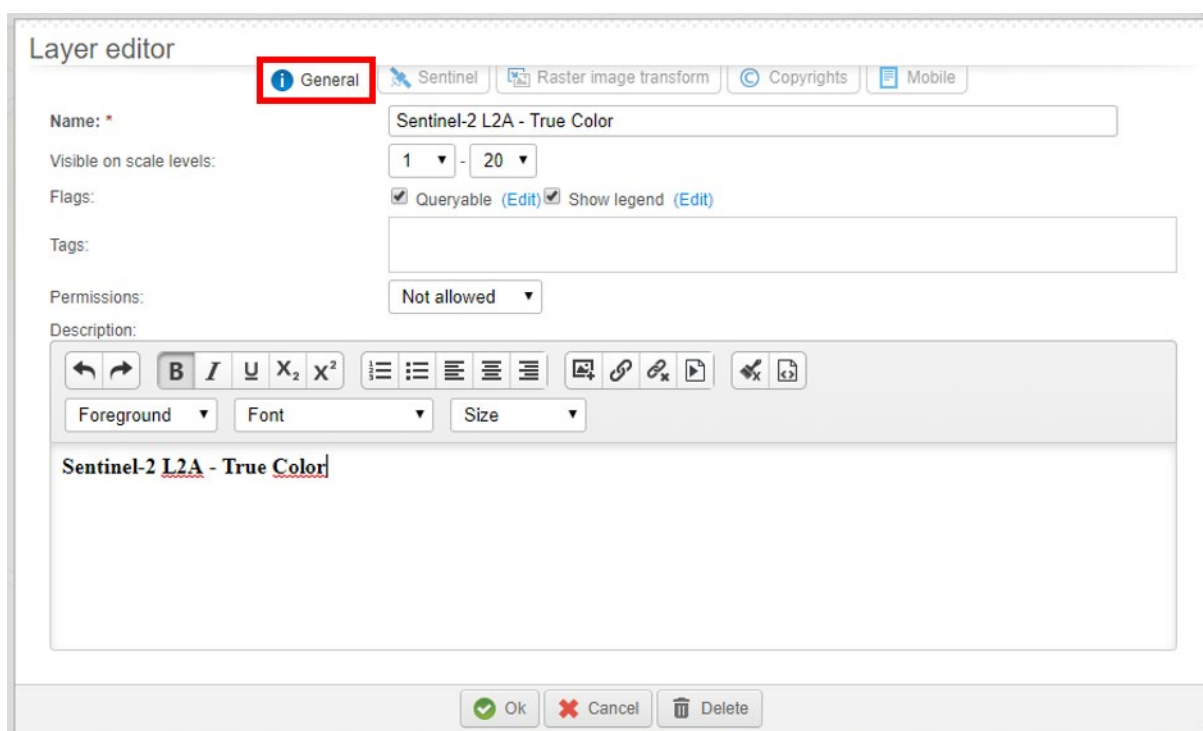 Layer editor
General Sentinel Raster image transform Copyrights Mobile
Name: * Sentinel-2 L2A - True Color
Visible on scale levels: 1 - 20
Flags: Queryable (Edit) Show legend (Edit)
Tags:
Permissions: Not allowed
Description:
B I U X₂ X²
Foreground Font Size
Sentinel-2 L2A - True Color
Ok Cancel Delete